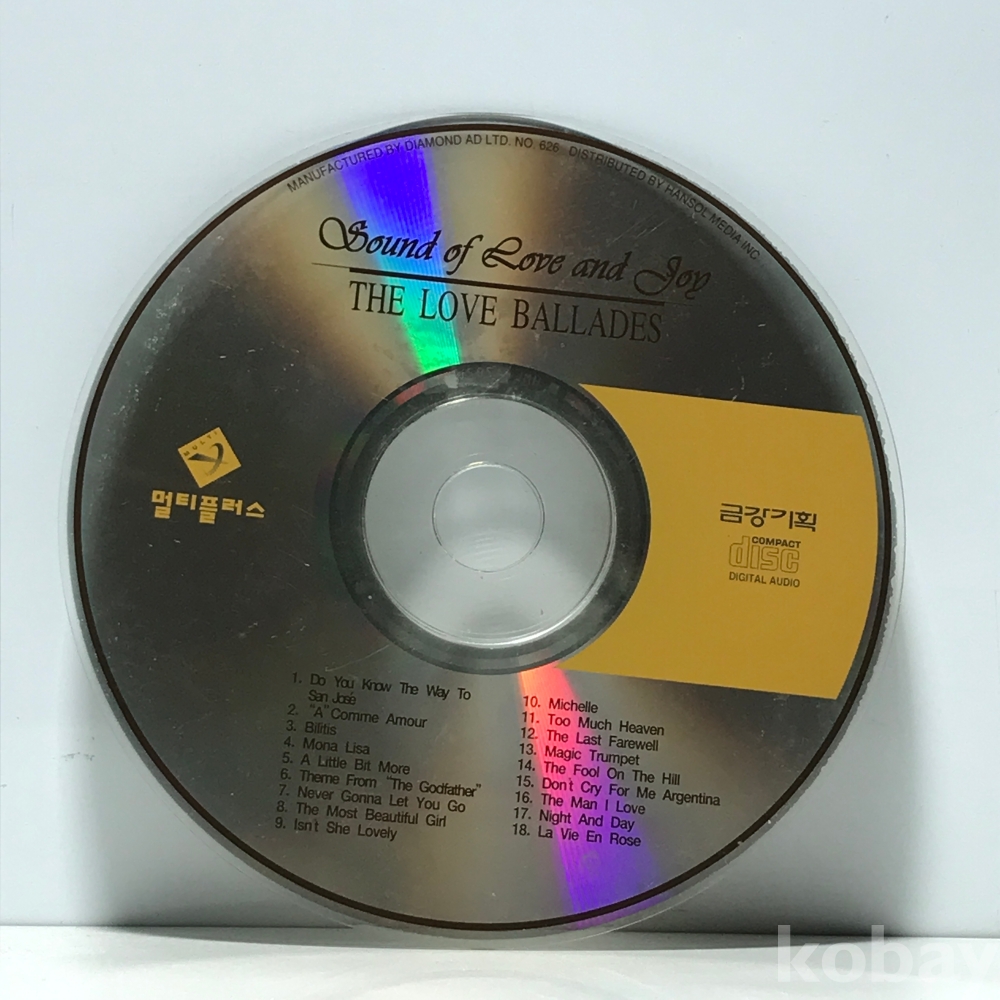 MANUFACTURED BY DIAMOND AD LTD. NO. 626 DISTRIBUTED BY HANSOL MEDIA INC.
Sound of Love and Joy
THE LOVE BALLADES
MULTI
멀티플러스
금강기획
COMPACT
disc
DIGITAL AUDIO
1. Do You Know The Way To
San José
2. "A" Comme Amour
3. Bilitis
4. Mona Lisa
5. A Little Bit More
6. Theme From "The Godfather"
7. Never Gonna Let You Go
8. The Most Beautiful Girl
9. Isn't She Lovely
10. Michelle
11. Too Much Heaven
12. The Last Farewell
13. Magic Trumpet
14. The Fool On The Hill
15. Don't Cry For Me Argentina
16. The Man I Love
17. Night And Day
18. La Vie En Rose
kobay